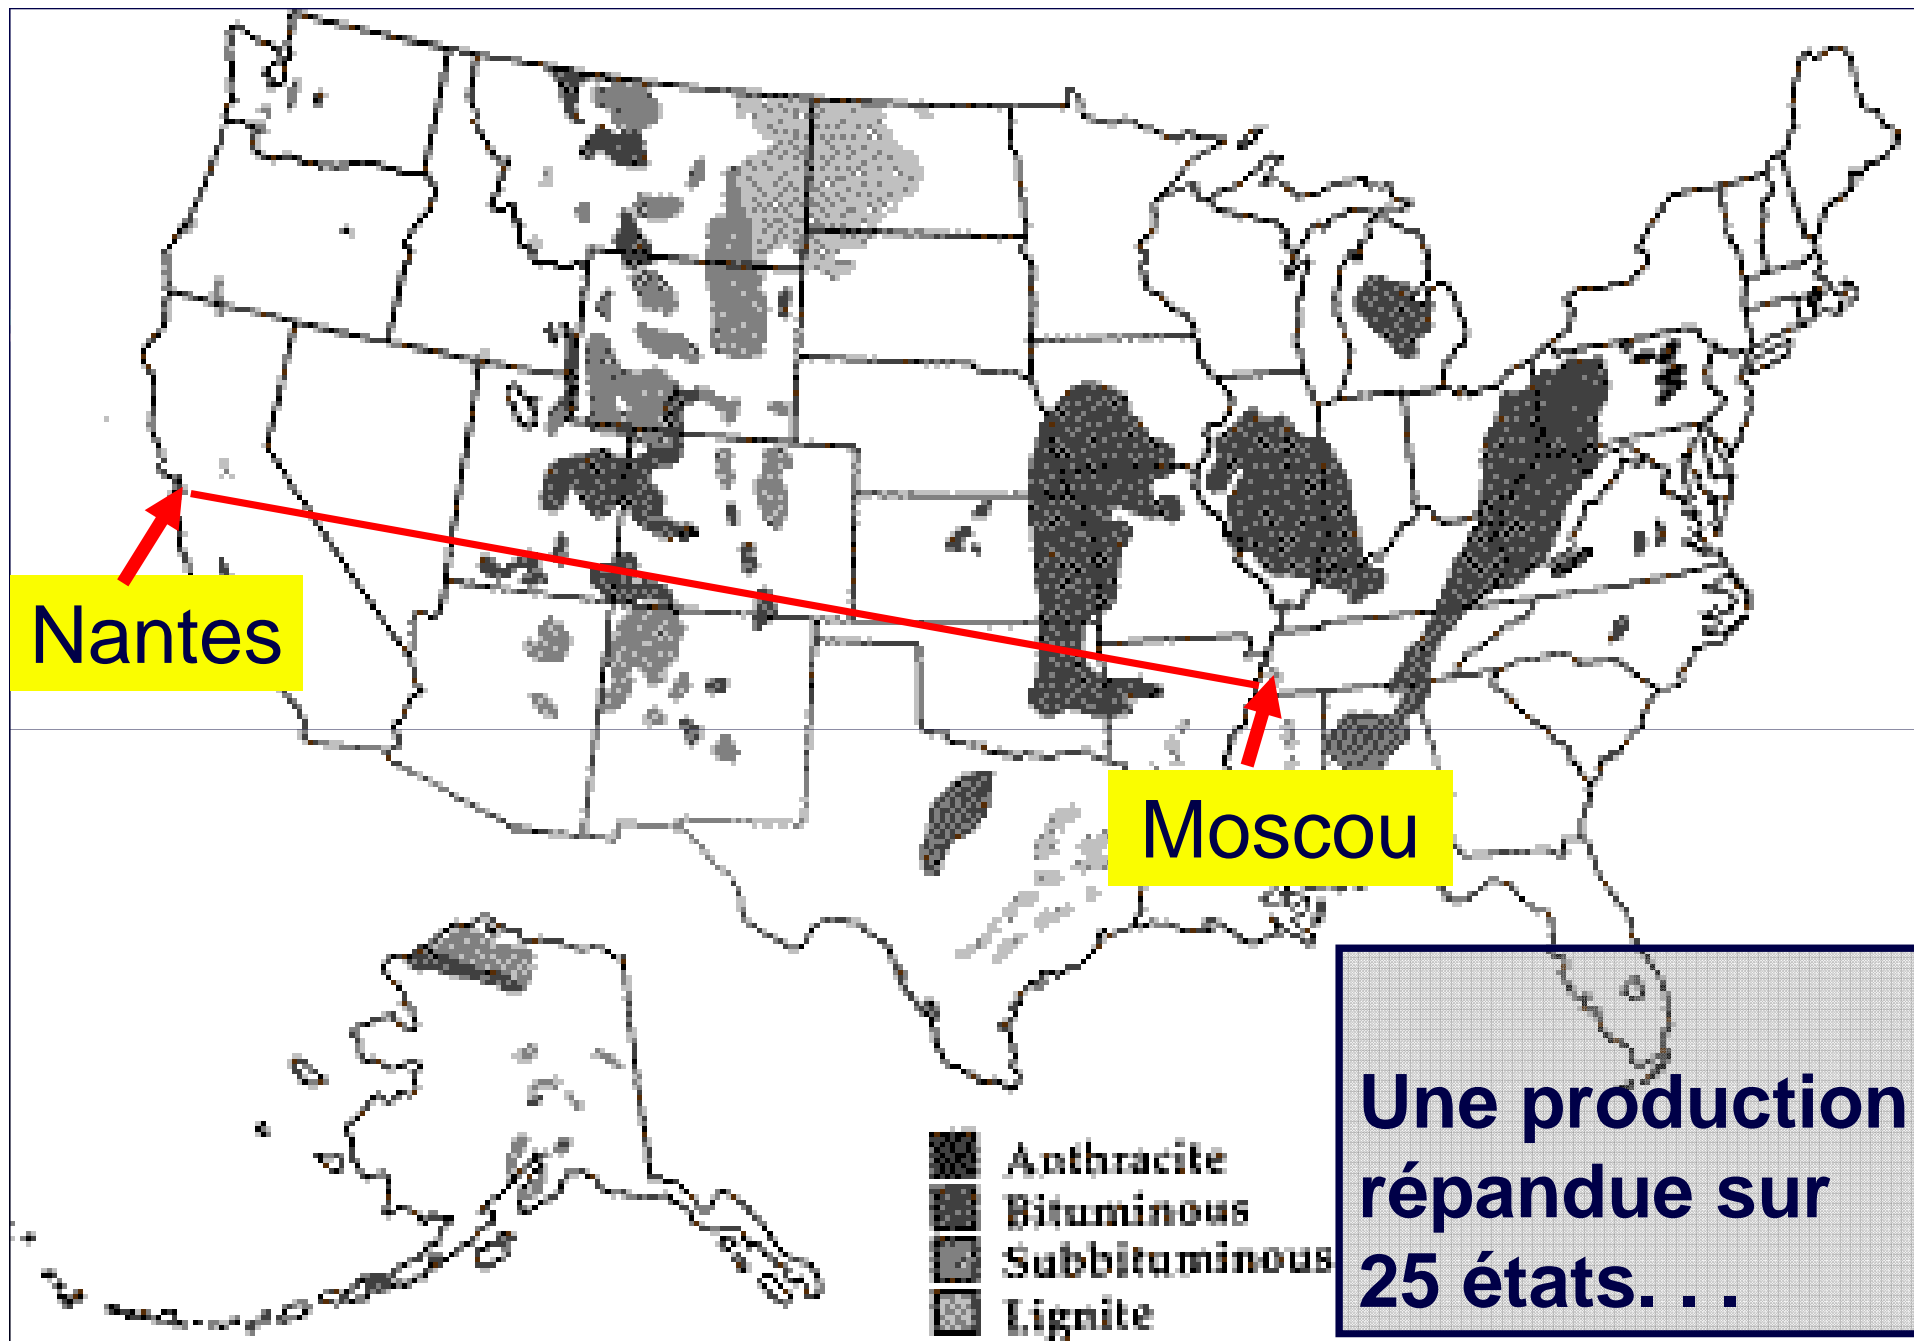 Nantes
Moscou
Anthracite
Bituminous
Subbituminous
Lignite
Une production
répandue sur
25 états. . .